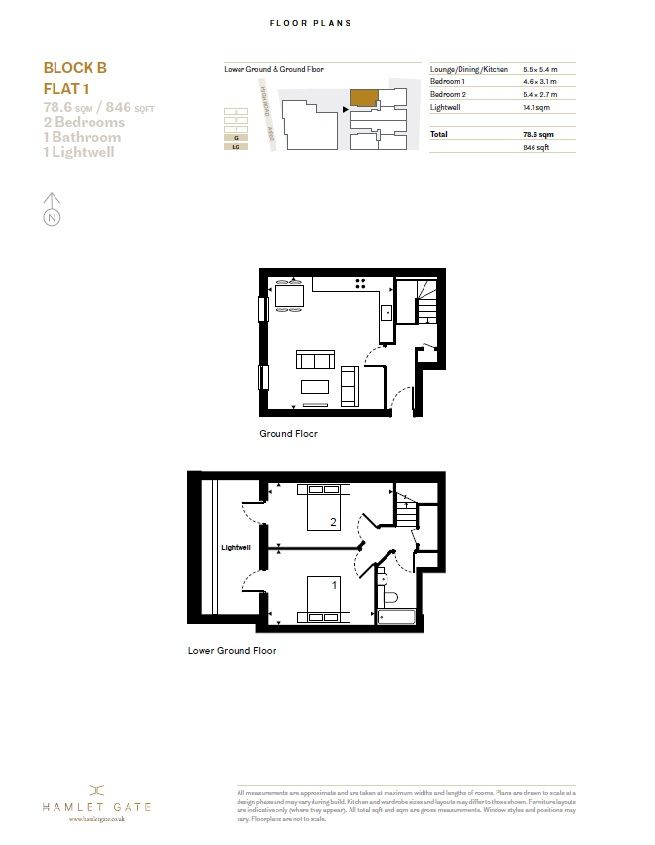 FLOOR PLANS
BLOCK B
FLAT 1
78.6 SQM / 846 SQFT
2 Bedrooms
1 Bathroom
1 Lightwell
Lower Ground & Ground Floor
HIGH ROAD
A502
G
LG
Lounge/Dining/Kitchen 5.5 x 5.4 m
Bedroom 1 4.6 x 3.1 m
Bedroom 2 5.4 x 2.7 m
Lightwell 14.1 sqm
Total 78.6 sqm
846 sqft
N
Ground Floor
2
Lightwell
1
Lower Ground Floor
HAMLET GATE
www.hamletgate.co.uk
All measurements are approximate and are taken at maximum widths and lengths of rooms. Plans are drawn to scale at a
design phase and may vary during build. Kitchen and wardrobe sizes and layouts may differ to those shown. Furniture layouts
are indicative only (where they appear). All total sqft and sqm are gross measurements. Window styles and positions may
vary. Floorplans are not to scale.